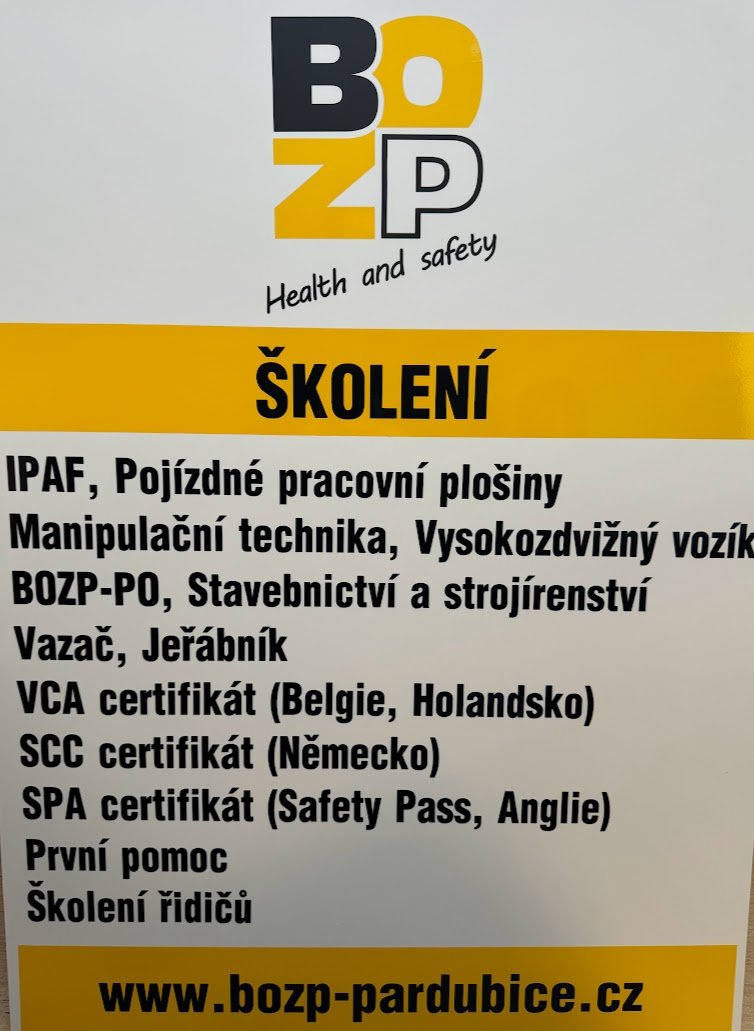 BO
ZP
Health and safety
ŠKOLENÍ
IPAF, Pojízdné pracovní plošiny
Manipulační technika, Vysokozdvižný vozík
BOZP-PO, Stavebnictví a strojírenství
Vazač, Jeřábník
VCA certifikát (Belgie, Holandsko)
SCC certifikát (Německo)
SPA certifikát (Safety Pass, Anglie)
První pomoc
Školení řidičů
www.bozp-pardubice.cz